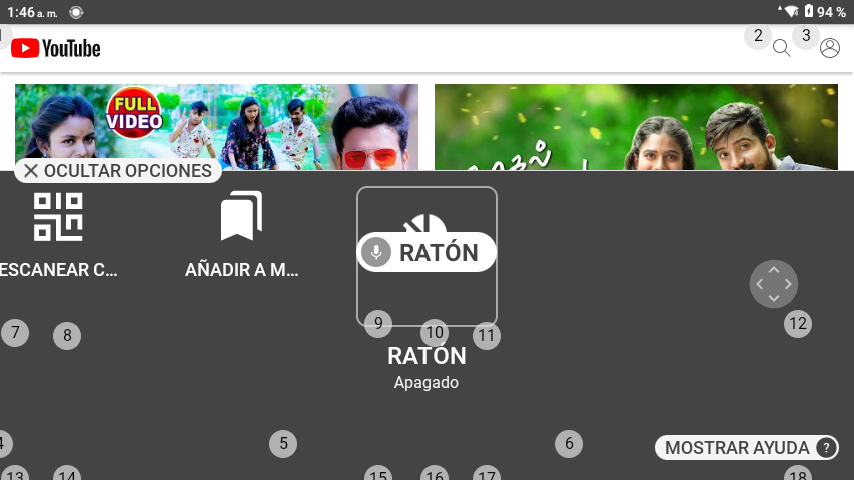 1:46 a. m.
94 %
1
2
3
YouTube
FULL
VIDEO
OCULTAR OPCIONES
ESCANEAR C...
AÑADIR A M...
RATÓN
7
8
9
10
11
12
RATÓN
Apagado
4
5
6
MOSTRAR AYUDA ?
13
14
15
16
17
18